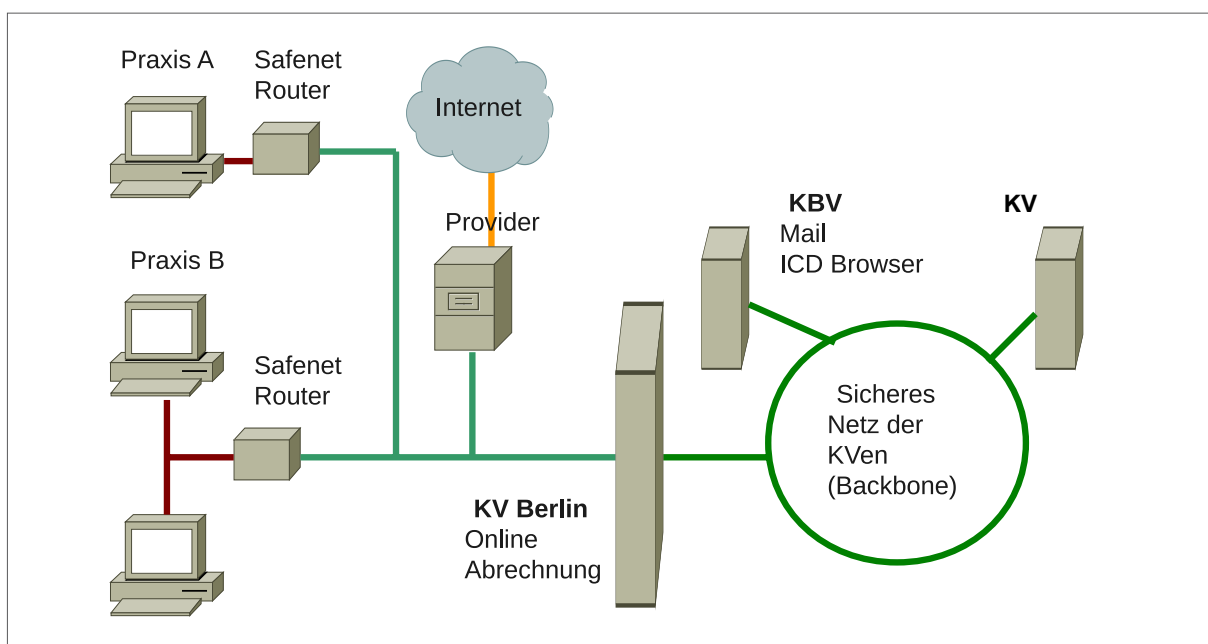 Praxis A
Safenet
Router
Internet
Provider
KBV
Mail
ICD Browser
KV
Praxis B
Safenet
Router
Sicheres
Netz der
KVen
(Backbone)
KV Berlin
Online
Abrechnung